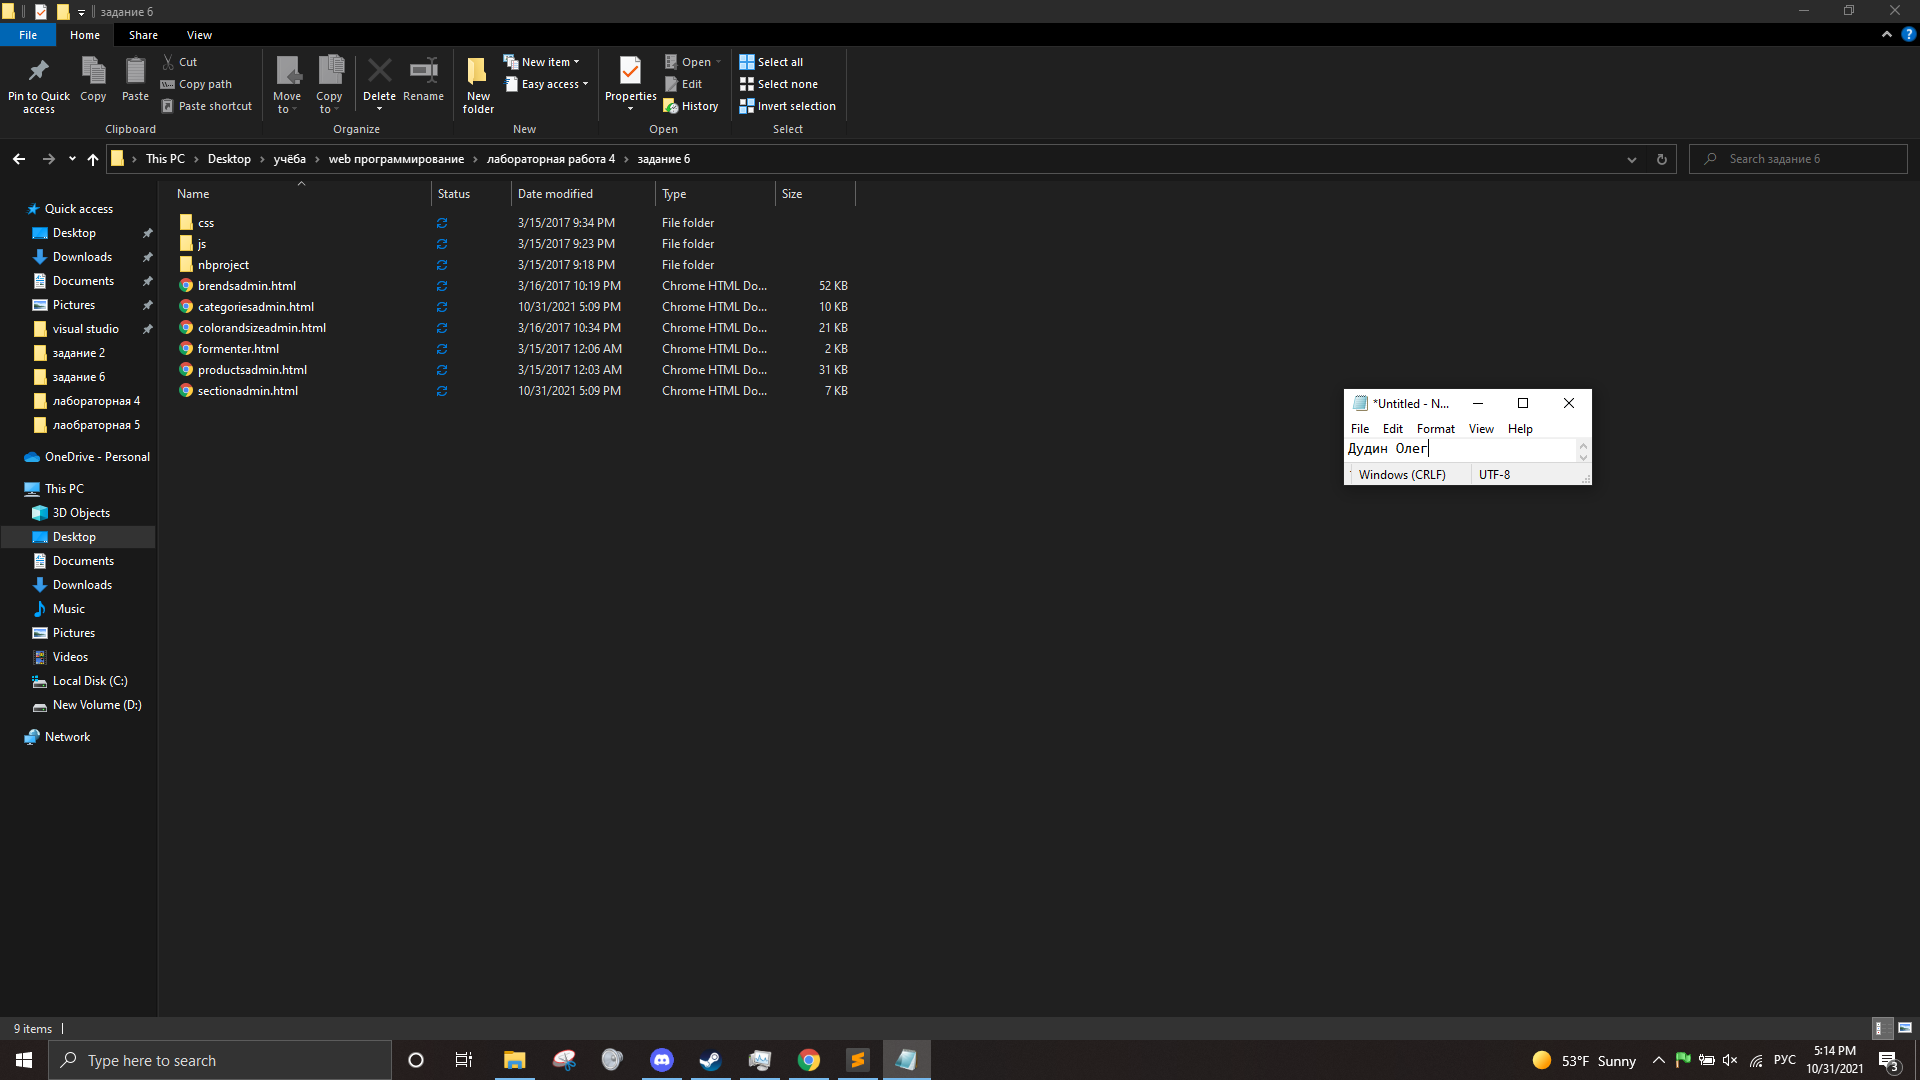 задание 6
File Home Share View
Pin to Quick access
Copy
Paste
Cut
Copy path
Paste shortcut
Clipboard
Move to
Copy to
Delete
Rename
Organize
New folder
New item
Easy access
New
Properties
Open
Edit
History
Open
Select all
Select none
Invert selection
Select
This PC › Desktop › учёба › web программирование › лабораторная работа 4 › задание 6
Search задание 6
Quick access
Desktop
Downloads
Documents
Pictures
visual studio
задание 2
задание 6
лабораторная 4
лаобраторная 5
OneDrive - Personal
This PC
3D Objects
Desktop
Documents
Downloads
Music
Pictures
Videos
Local Disk (C:)
New Volume (D:)
Network
Name Status Date modified Type Size
css 3/15/2017 9:34 PM File folder
js 3/15/2017 9:23 PM File folder
nbproject 3/15/2017 9:18 PM File folder
brendsadmin.html 3/16/2017 10:19 PM Chrome HTML Do... 52 KB
categoriesadmin.html 10/31/2021 5:09 PM Chrome HTML Do... 10 KB
colorandsizeadmin.html 3/16/2017 10:34 PM Chrome HTML Do... 21 KB
formenter.html 3/15/2017 12:06 AM Chrome HTML Do... 2 KB
productsadmin.html 3/15/2017 12:03 AM Chrome HTML Do... 31 KB
sectionadmin.html 10/31/2021 5:09 PM Chrome HTML Do... 7 KB
*Untitled - N...
File Edit Format View Help
Дудин Олег
Windows (CRLF) UTF-8
9 items
Type here to search
53°F Sunny
РУС
5:14 PM
10/31/2021
3